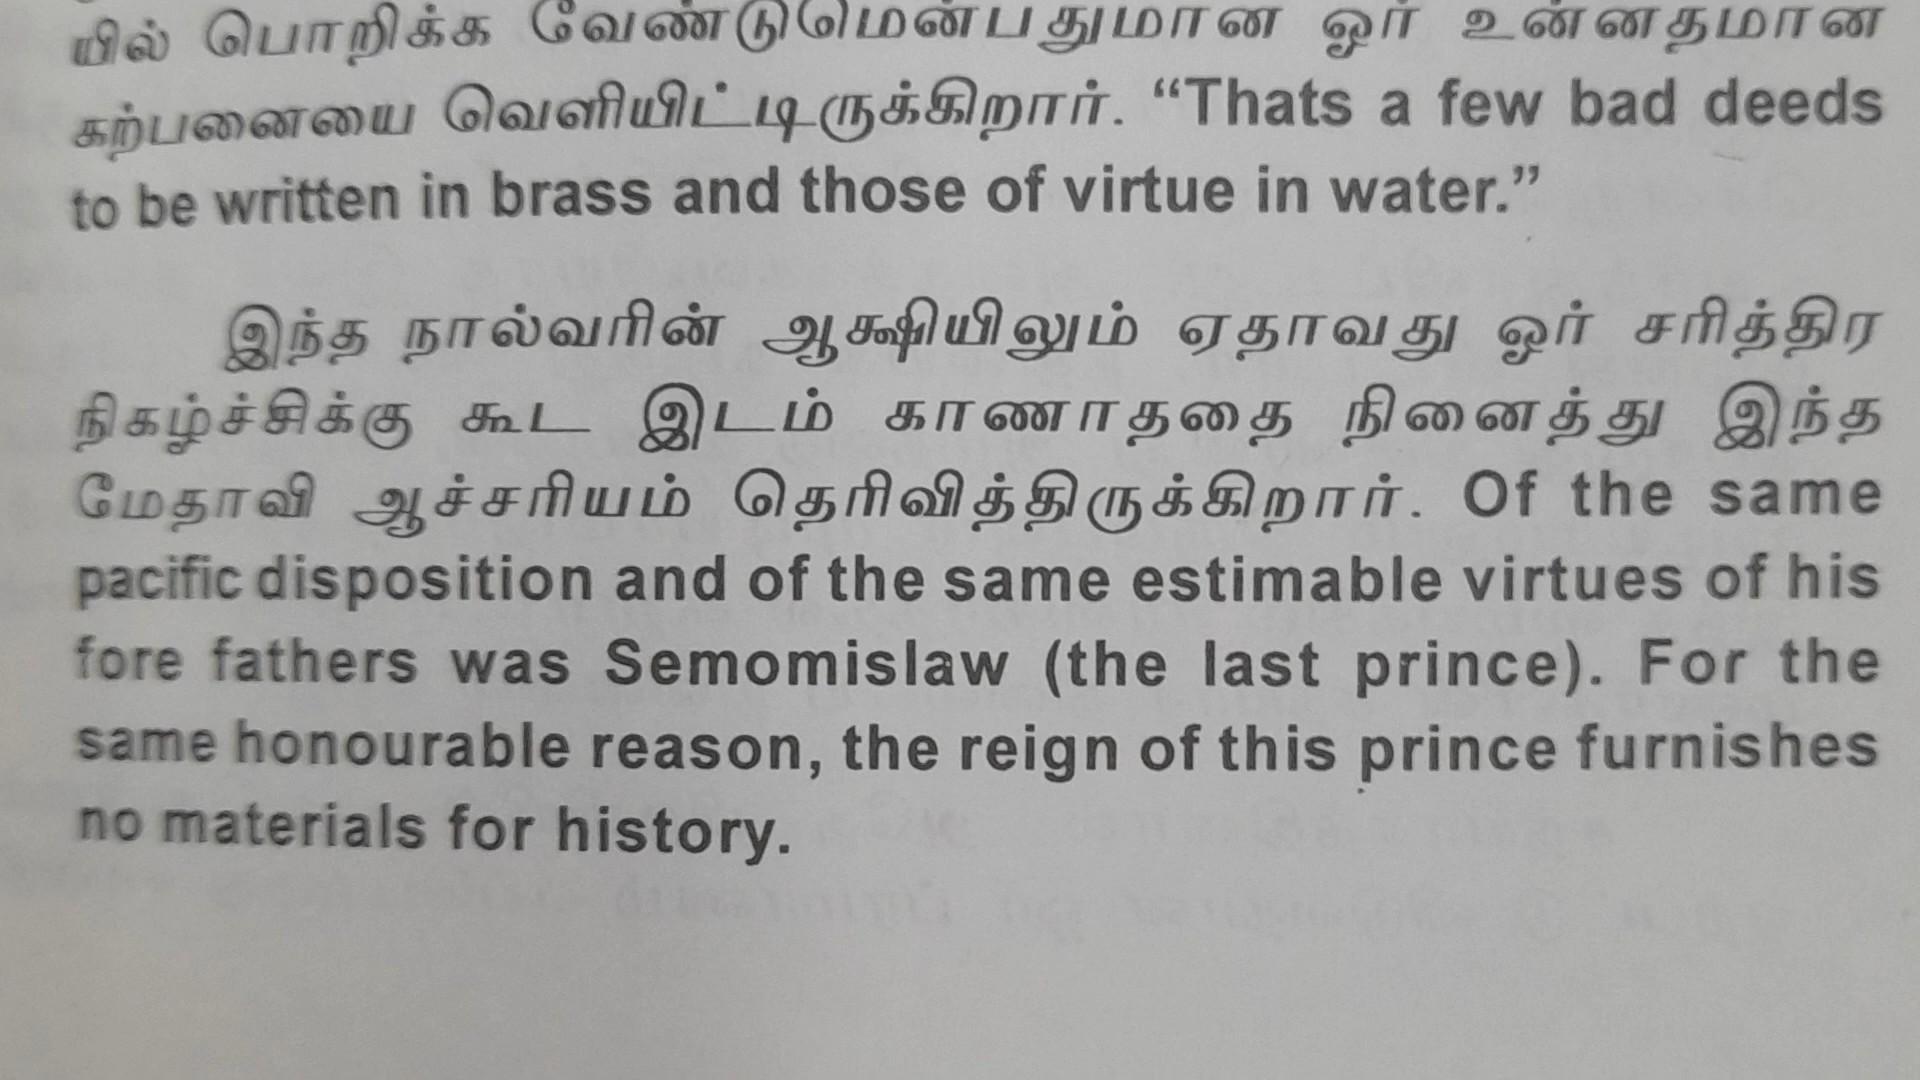 யில் பொறிக்க வேண்டுமென்பதுமான ஓர் உன்னதமான
கற்பனையை வெளியிட்டிருக்கிறார். “Thats a few bad deeds
to be written in brass and those of virtue in water.”
இந்த நால்வரின் ஆக்ஷியிலும் ஏதாவது ஓர் சரித்திர
நிகழ்ச்சிக்கு கூட இடம் காணாததை நினைத்து இந்த
மேதாவி ஆச்சரியம் தெரிவித்திருக்கிறார். Of the same
pacific disposition and of the same estimable virtues of his
fore fathers was Semomislaw (the last prince). For the
same honourable reason, the reign of this prince furnishes
no materials for history.